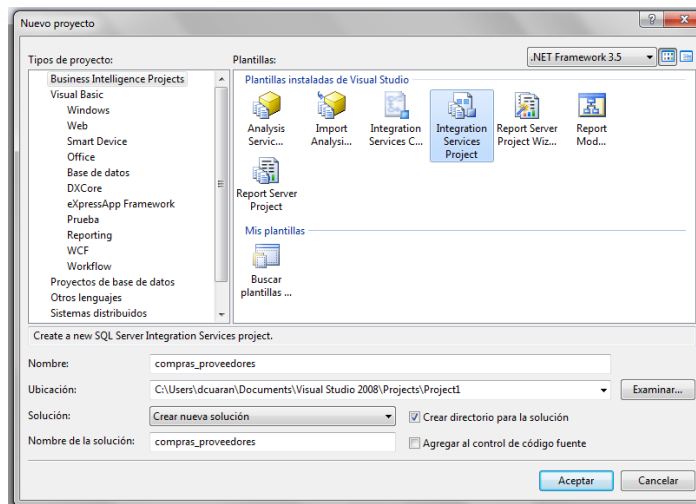 Nuevo proyecto
Tipos de proyecto:
Plantillas:
.NET Framework 3.5
Business Intelligence Projects
Visual Basic
Windows
Web
Smart Device
Office
Base de datos
DXCore
eXpressApp Framework
Prueba
Reporting
WCF
Workflow
Proyectos de base de datos
Otros lenguajes
Sistemas distribuidos
Plantillas instaladas de Visual Studio
Analysis Servic...
Import Analysi...
Integration Services C...
Integration Services Project
Report Server Project Wiz...
Report Mod...
Report Server Project
Mis plantillas
Buscar plantillas ...
Create a new SQL Server Integration Services project.
Nombre:
compras_proveedores
Ubicación:
C:\Users\dcuaran\Documents\Visual Studio 2008\Projects\Project1
Examinar...
Solución:
Crear nueva solución
Crear directorio para la solución
Nombre de la solución:
compras_proveedores
Agregar al control de código fuente
Aceptar
Cancelar